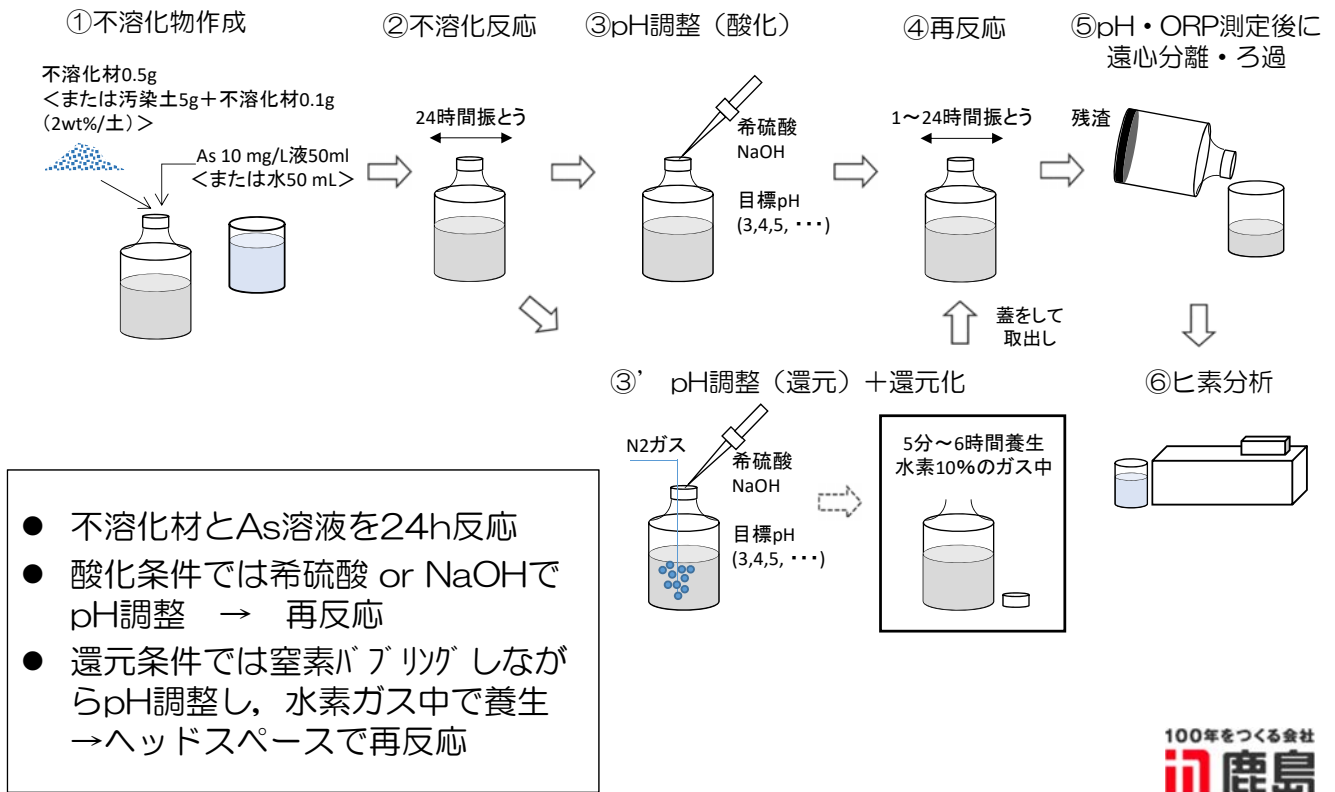 ①不溶化物作成
②不溶化反応
③pH調整（酸化）
④再反応
⑤pH・ORP測定後に
遠心分離・ろ過
不溶化材0.5g
＜または汚染土5g＋不溶化材0.1g
（2wt%/土）＞
As 10 mg/L液50ml
＜または水50 mL＞
24時間振とう
希硫酸
NaOH
目標pH
(3,4,5, ･･･)
1～24時間振とう
残渣
蓋をして
取出し
③’ pH調整（還元）＋還元化
⑥ヒ素分析
N2ガス
希硫酸
NaOH
目標pH
(3,4,5, ･･･)
5分～6時間養生
水素10%のガス中
● 不溶化材とAs溶液を24h反応
● 酸化条件では希硫酸 or NaOHで
pH調整 → 再反応
● 還元条件では窒素ﾊﾞﾌﾞﾘﾝｸﾞしなが
らpH調整し，水素ガス中で養生
→ヘッドスペースで再反応
100年をつくる会社
鹿島